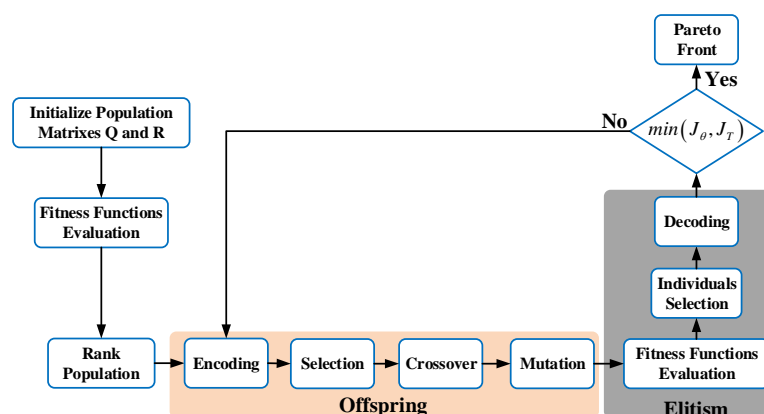 Pareto
Front
Yes
No
min(J_θ, J_T)
Initialize Population
Matrixes Q and R
Fitness Functions
Evaluation
Decoding
Individuals
Selection
Rank
Population
Encoding
Selection
Crossover
Mutation
Fitness Functions
Evaluation
Offspring
Elitism